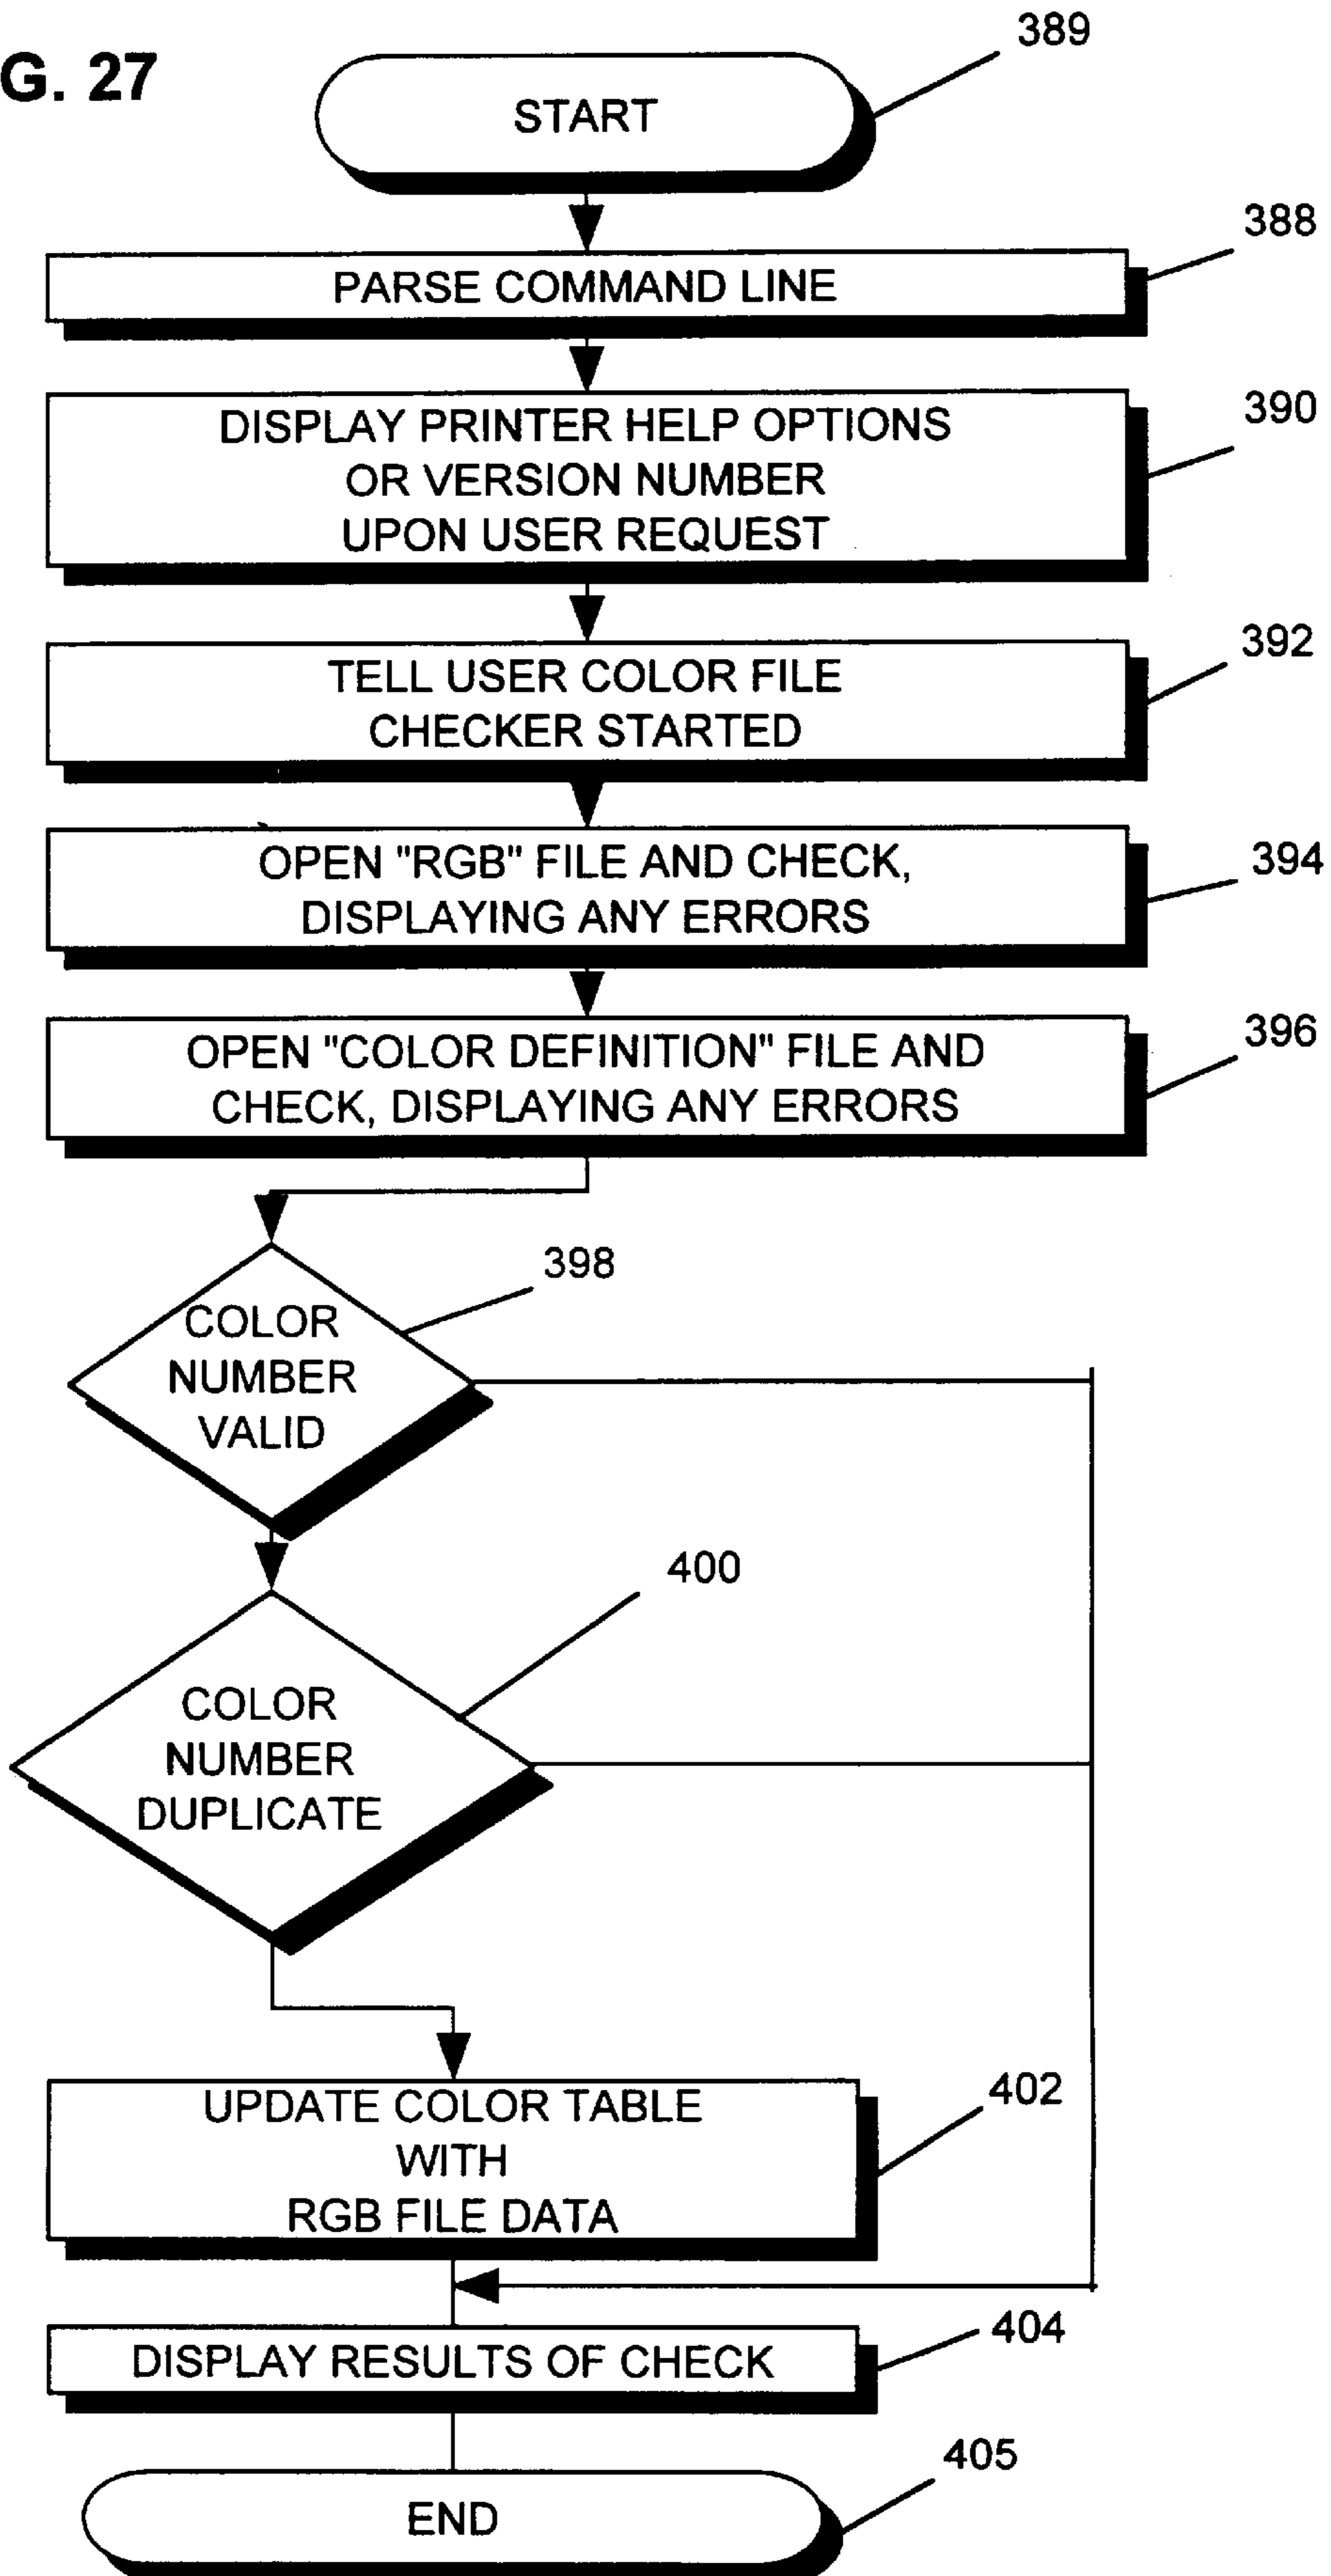 G. 27
389
START
388
PARSE COMMAND LINE
390
DISPLAY PRINTER HELP OPTIONS
OR VERSION NUMBER
UPON USER REQUEST
392
TELL USER COLOR FILE
CHECKER STARTED
394
OPEN "RGB" FILE AND CHECK,
DISPLAYING ANY ERRORS
396
OPEN "COLOR DEFINITION" FILE AND
CHECK, DISPLAYING ANY ERRORS
398
COLOR
NUMBER
VALID
400
COLOR
NUMBER
DUPLICATE
402
UPDATE COLOR TABLE
WITH
RGB FILE DATA
404
DISPLAY RESULTS OF CHECK
405
END